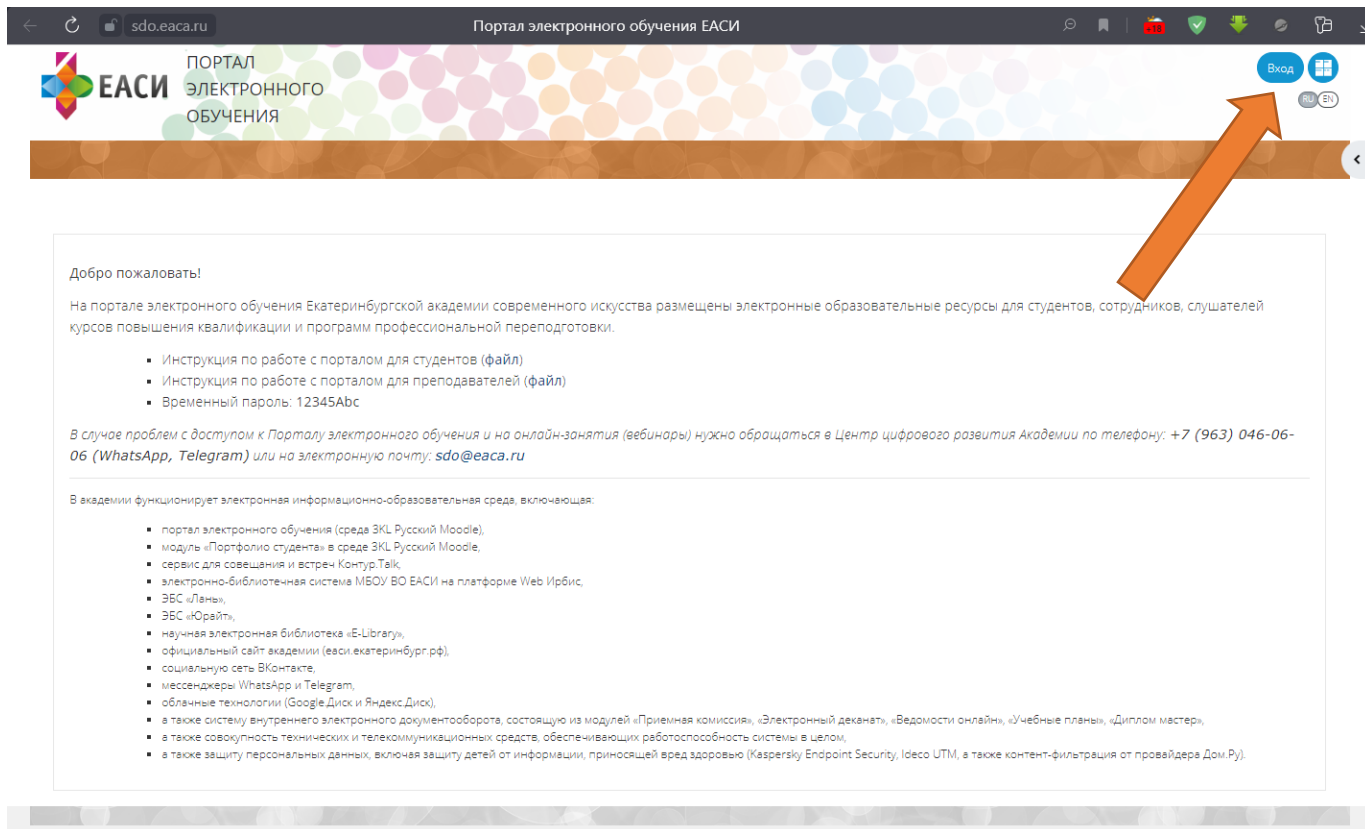 sdo.eaca.ru
Портал электронного обучения ЕАСИ
+18
ЕАСИ
ПОРТАЛ
ЭЛЕКТРОННОГО
ОБУЧЕНИЯ
Вход
RU EN
Добро пожаловать!
На портале электронного обучения Екатеринбургской академии современного искусства размещены электронные образовательные ресурсы для студентов, сотрудников, слушателей
курсов повышения квалификации и программ профессиональной переподготовки.
▪ Инструкция по работе с порталом для студентов (файл)
▪ Инструкция по работе с порталом для преподавателей (файл)
▪ Временный пароль: 12345Abc
В случае проблем с доступом к Порталу электронного обучения и на онлайн-занятия (вебинары) нужно обращаться в Центр цифрового развития Академии по телефону: +7 (963) 046-06-
06 (WhatsApp, Telegram) или на электронную почту: sdo@eaca.ru
В академии функционирует электронная информационно-образовательная среда, включающая:
▪ портал электронного обучения (среда 3KL Русский Moodle),
▪ модуль «Портфолио студента» в среде 3KL Русский Moodle,
▪ сервис для совещания и встреч Контур.Talk,
▪ электронно-библиотечная система МБОУ ВО ЕАСИ на платформе Web Ирбис,
▪ ЭБС «Лань»,
▪ ЭБС «Юрайт»,
▪ научная электронная библиотека «E-Library»,
▪ официальный сайт академии (еаси.екатеринбург.рф),
▪ социальную сеть ВКонтакте,
▪ мессенджеры WhatsApp и Telegram,
▪ облачные технологии (Google.Диск и Яндекс.Диск),
▪ а также систему внутреннего электронного документооборота, состоящую из модулей «Приемная комиссия», «Электронный деканат», «Ведомости онлайн», «Учебные планы», «Диплом мастер»,
▪ а также совокупность технических и телекоммуникационных средств, обеспечивающих работоспособность системы в целом,
▪ а также защиту персональных данных, включая защиту детей от информации, приносящей вред здоровью (Kaspersky Endpoint Security, Ideco UTM, а также контент-фильтрация от провайдера Дом.Ру).